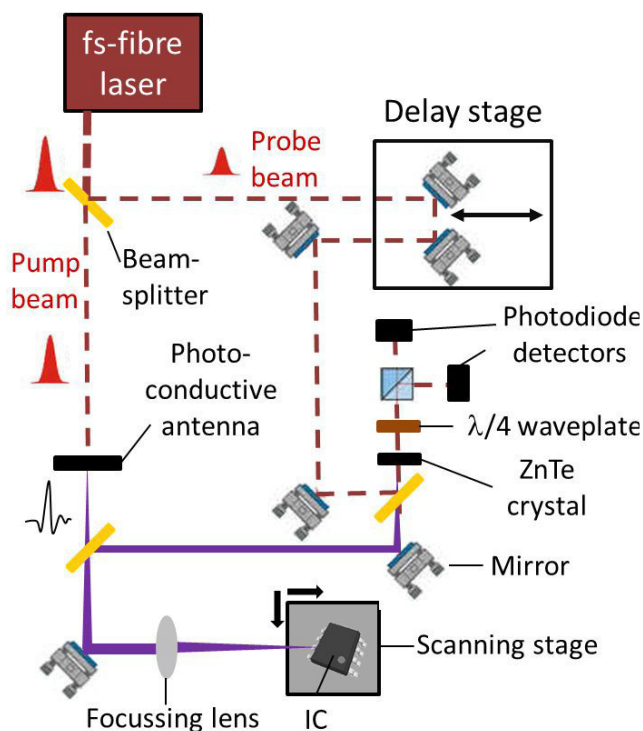 fs-fibre
laser
Delay stage
Probe
beam
Beam-
splitter
Pump
beam
Photo-
conductive
antenna
Photodiode
detectors
λ/4 waveplate
ZnTe
crystal
Mirror
Scanning stage
Focussing lens
IC